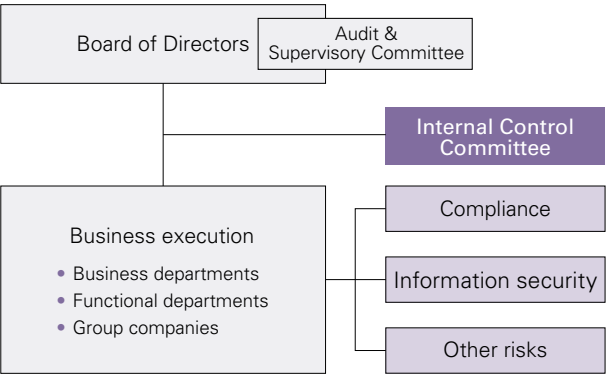 Board of Directors
Audit &
Supervisory Committee
Internal Control
Committee
Business execution
• Business departments
• Functional departments
• Group companies
Compliance
Information security
Other risks